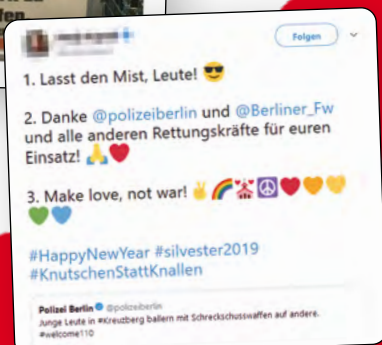 fen
Folgen
1. Lasst den Mist, Leute! 😎
2. Danke @polizeiberlin und @Berliner_Fw
und alle anderen Rettungskräfte für euren
Einsatz! 🙏❤️
3. Make love, not war! ✌️🌈💒☮️❤️🧡💛
💚💙
#HappyNewYear #silvester2019
#KnutschenStattKnallen
Polizei Berlin @polizeiberlin
Junge Leute in #Kreuzberg ballern mit Schreckschusswaffen auf andere.
#welcome110